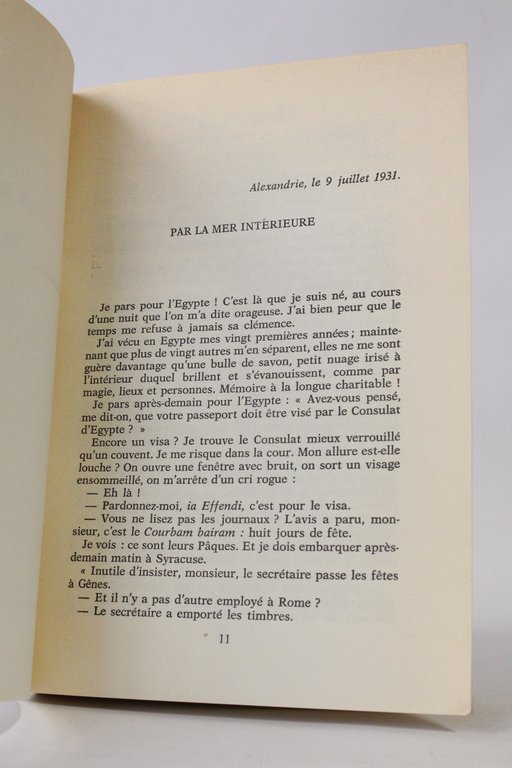 Alexandrie, le 9 juillet 1931.
PAR LA MER INTÉRIEURE
Je pars pour l'Egypte ! C'est là que je suis né, au cours
d'une nuit que l'on m'a dite orageuse. J'ai bien peur que le
temps me refuse à jamais sa clémence.
J'ai vécu en Egypte mes vingt premières années ; mainte-
nant que plus de vingt autres m'en séparent, elles ne me sont
guère davantage qu'une bulle de savon, petit nuage irisé à
l'intérieur duquel brillent et s'évanouissent, comme par
magie, lieux et personnes. Mémoire à la longue charitable !
Je pars après-demain pour l'Egypte : « Avez-vous pensé,
me dit-on, que votre passeport doit être visé par le Consulat
d'Egypte ? »
Encore un visa ? Je trouve le Consulat mieux verrouillé
qu'un couvent. Je me risque dans la cour. Mon allure est-elle
louche ? On ouvre une fenêtre avec bruit, on sort un visage
ensommeillé, on m'arrête d'un cri rogue :
— Eh là !
— Pardonnez-moi, ia Effendi, c'est pour le visa.
— Vous ne lisez pas les journaux ? L'avis a paru, mon-
sieur, c'est le Courbam bairam : huit jours de fête.
Je vois : ce sont leurs Pâques. Et je dois embarquer après-
demain matin à Syracuse.
« Inutile d'insister, monsieur, le secrétaire passe les fêtes
à Gênes.
— Et il n'y a pas d'autre employé à Rome ?
— Le secrétaire a emporté les timbres.
11